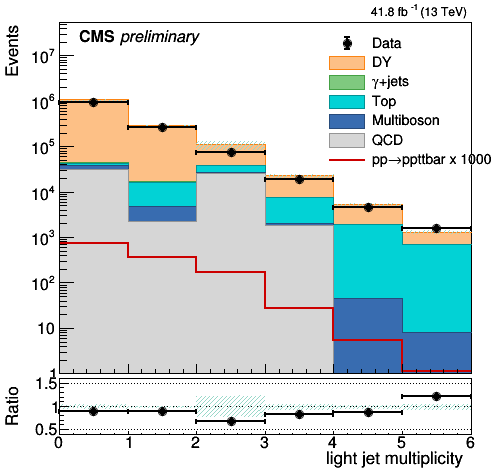 41.8 fb⁻¹ (13 TeV)
CMS preliminary
Events
Data
DY
γ+jets
Top
Multiboson
QCD
pp→ppttbar x 1000
10⁶
10⁵
10⁴
10³
10²
10
1
Ratio
1.5
1
0.5
0 1 2 3 4 5 6
light jet multiplicity